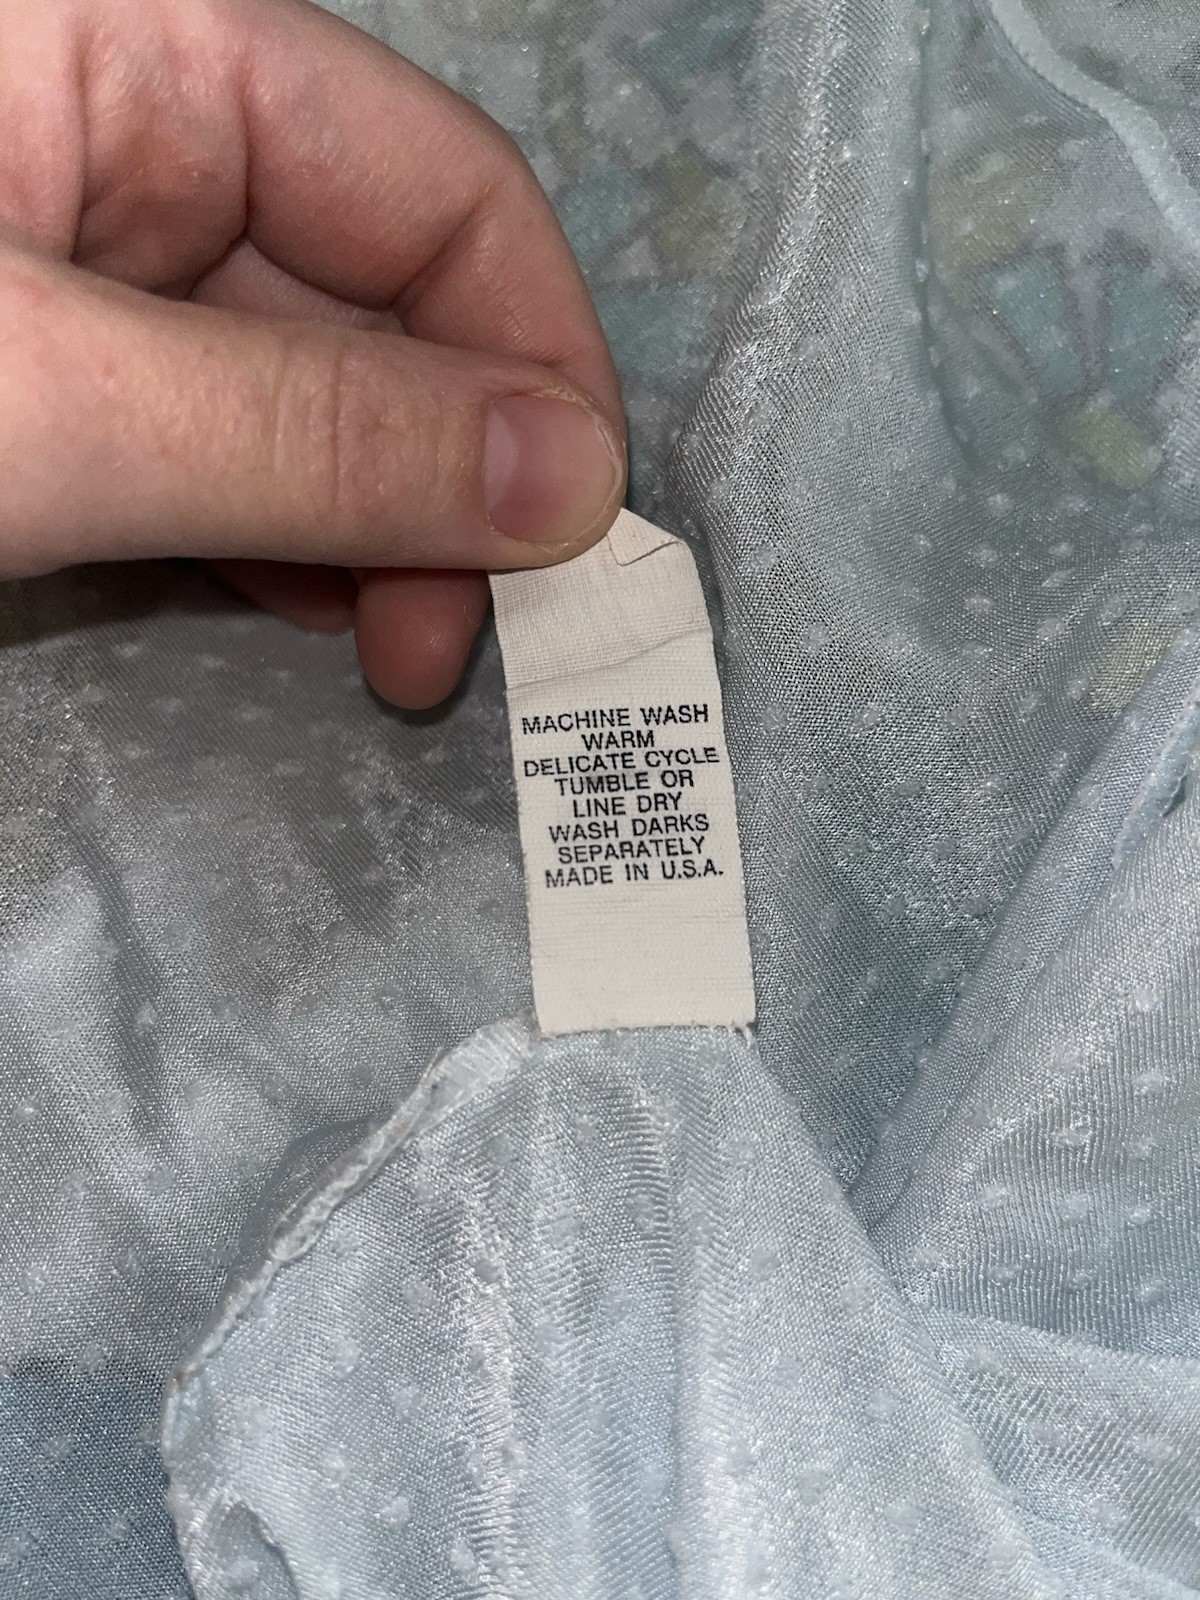 MACHINE WASH
WARM
DELICATE CYCLE
TUMBLE OR
LINE DRY
WASH DARKS
SEPARATELY
MADE IN U.S.A.